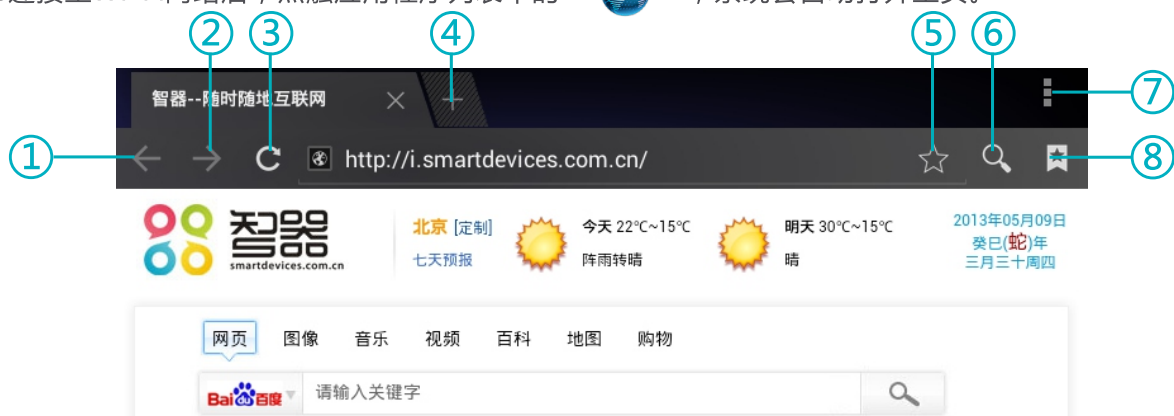 ② ③ ④ ⑤ ⑥
智器--随时随地互联网
⑦
①
http://i.smartdevices.com.cn/
⑧
智器
smartdevices.com.cn
北京 [定制]
七天预报
今天 22℃~15℃
阵雨转晴
明天 30℃~15℃
晴
2013年05月09日
癸巳(蛇)年
三月三十周四
网页 图像 音乐 视频 百科 地图 购物
Bai百度 请输入关键字